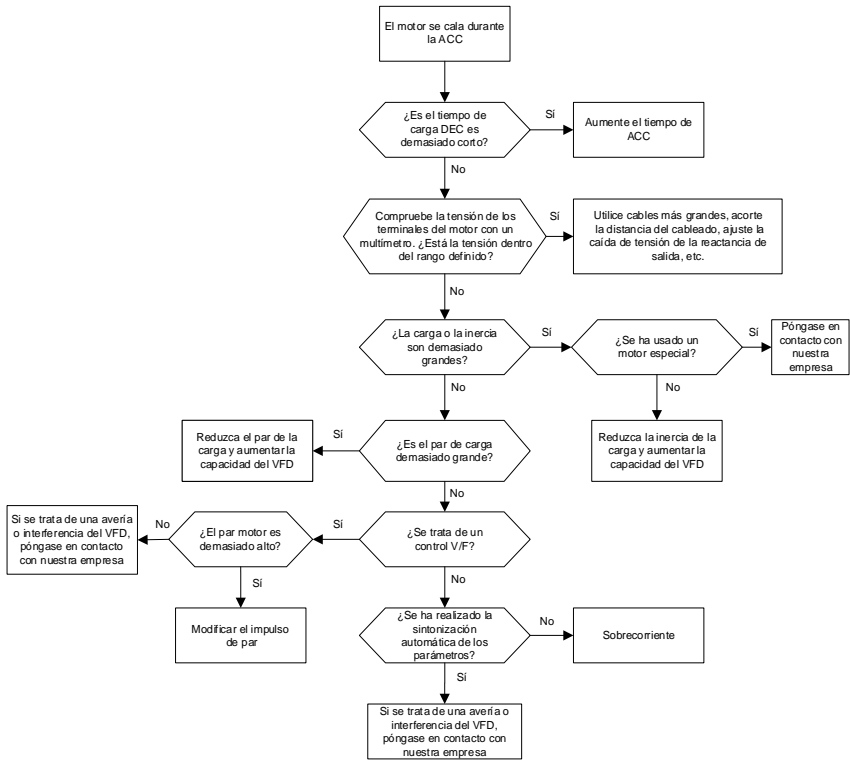 El motor se cala durante
la ACC
¿Es el tiempo de
carga DEC es
demasiado corto?
Sí
Aumente el tiempo de
ACC
No
Compruebe la tensión de los
terminales del motor con un
multímetro. ¿Está la tensión dentro
del rango definido?
Sí
Utilice cables más grandes, acorte
la distancia del cableado, ajuste la
caída de tensión de la reactancia de
salida, etc.
No
¿La carga o la inercia
son demasiado
grandes?
Sí
¿Se ha usado un
motor especial?
Sí
Póngase en
contacto con
nuestra
empresa
No
No
Reduzca la inercia de la
carga y aumentar la
capacidad del VFD
¿Es el par de carga
demasiado grande?
Sí
Reduzca el par de la
carga y aumentar la
capacidad del VFD
No
¿Se trata de un
control V/F?
Sí
¿El par motor es
demasiado alto?
No
Si se trata de una avería
o interferencia del VFD,
póngase en contacto
con nuestra empresa
Sí
Modificar el impulso
de par
No
¿Se ha realizado la
sintonización
automática de los
parámetros?
No
Sobrecorriente
Sí
Si se trata de una avería o
interferencia del VFD,
póngase en contacto con
nuestra empresa